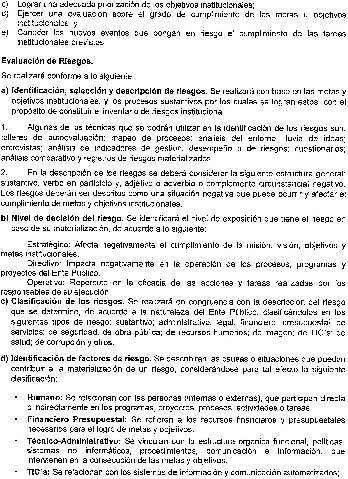 c) Lograr una adecuada priorización de los objetivos institucionales;
d) Ejercer una evaluación sobre el grado de cumplimiento de las metas u objetivos
institucionales, y
e) Conocer los nuevos eventos que pongan en riesgo el cumplimiento de las tareas
institucionales previstas.
Evaluación de Riesgos.
Se realizará conforme a lo siguiente:
a) Identificación, selección y descripción de riesgos. Se realizará con base en las metas y
objetivos institucionales, y los procesos sustantivos por los cuales se logran éstos, con el
propósito de constituir el inventario de riesgos institucional.
1. Algunas de las técnicas que se podrán utilizar en la identificación de los riesgos son:
talleres de autoevaluación; mapeo de procesos; análisis del entorno; lluvia de ideas;
entrevistas; análisis de indicadores de gestión, desempeño o de riesgos; cuestionarios;
análisis comparativo y registros de riesgos materializados.
2. En la descripción de los riesgos se deberá considerar la siguiente estructura general:
sustantivo, verbo en participio y, adjetivo o adverbio o complemento circunstancial negativo.
Los riesgos deberán ser descritos como una situación negativa que puede ocurrir y afectar el
cumplimiento de metas y objetivos institucionales.
b) Nivel de decisión del riesgo. Se identificará el nivel de exposición que tiene el riesgo en
caso de su materialización, de acuerdo a lo siguiente:
Estratégico: Afecta negativamente el cumplimiento de la misión, visión, objetivos y
metas institucionales.
Directivo: Impacta negativamente en la operación de los procesos, programas y
proyectos del Ente Público.
Operativo: Repercute en la eficacia de las acciones y tareas realizadas por los
responsables de su ejecución.
c) Clasificación de los riesgos. Se realizará en congruencia con la descripción del riesgo
que se determine, de acuerdo a la naturaleza del Ente Público, clasificándolos en los
siguientes tipos de riesgo: sustantivo; administrativo; legal; financiero; presupuestal; de
servicios; de seguridad; de obra pública; de recursos humanos; de imagen; de TIC's; de
salud; de corrupción y otros.
d) Identificación de factores de riesgo. Se describirán las causas o situaciones que puedan
contribuir a la materialización de un riesgo, considerándose para tal efecto la siguiente
clasificación:
• Humano: Se relacionan con las personas (internas o externas), que participan directa
o indirectamente en los programas, proyectos, procesos, actividades o tareas.
• Financiero Presupuestal: Se refieren a los recursos financieros y presupuestales
necesarios para el logro de metas y objetivos.
• Técnico-Administrativo: Se vinculan con la estructura orgánica funcional, políticas,
sistemas no informáticos, procedimientos, comunicación e información, que
intervienen en la consecución de las metas y objetivos.
• TIC's: Se relacionan con los sistemas de información y comunicación automatizados;